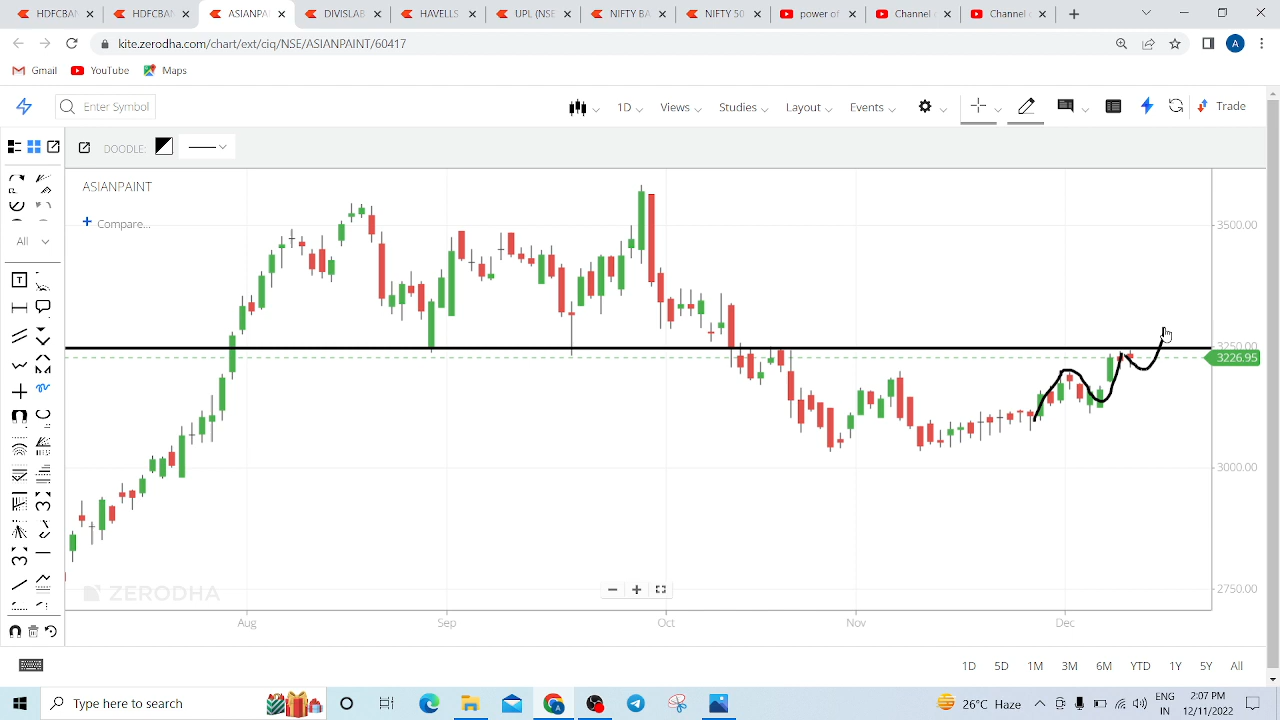 HDFCBAN
HDFCBAN
ASIANPAI
DIVISLAB
HAVELLS
UPL (NSE
NIFTY BA
NIFTY 50
power of
Channel
Channel
kite.zerodha.com/chart/ext/ciq/NSE/ASIANPAINT/60417
A
Gmail
YouTube
Maps
Enter Symbol
1D
Views
Studies
Layout
Events
Trade
DOODLE:
All
T
ASIANPAINT
Compare...
3500.00
3250.00
3226.95
3000.00
2750.00
ZERODHA
Aug
Sep
Oct
Nov
Dec
1D
5D
1M
3M
6M
YTD
1Y
5Y
All
Type here to search
26°C Haze
ENG
IN
2:07 PM
12/11/2022